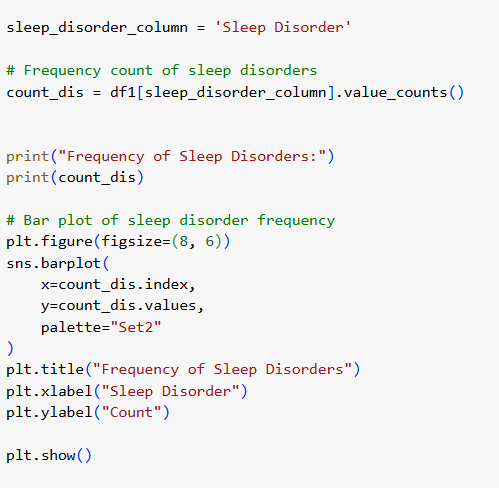 sleep_disorder_column = 'Sleep Disorder'
# Frequency count of sleep disorders
count_dis = df1[sleep_disorder_column].value_counts()
print("Frequency of Sleep Disorders:")
print(count_dis)
# Bar plot of sleep disorder frequency
plt.figure(figsize=(8, 6))
sns.barplot(
    x=count_dis.index,
    y=count_dis.values,
    palette="Set2"
)
plt.title("Frequency of Sleep Disorders")
plt.xlabel("Sleep Disorder")
plt.ylabel("Count")
plt.show()